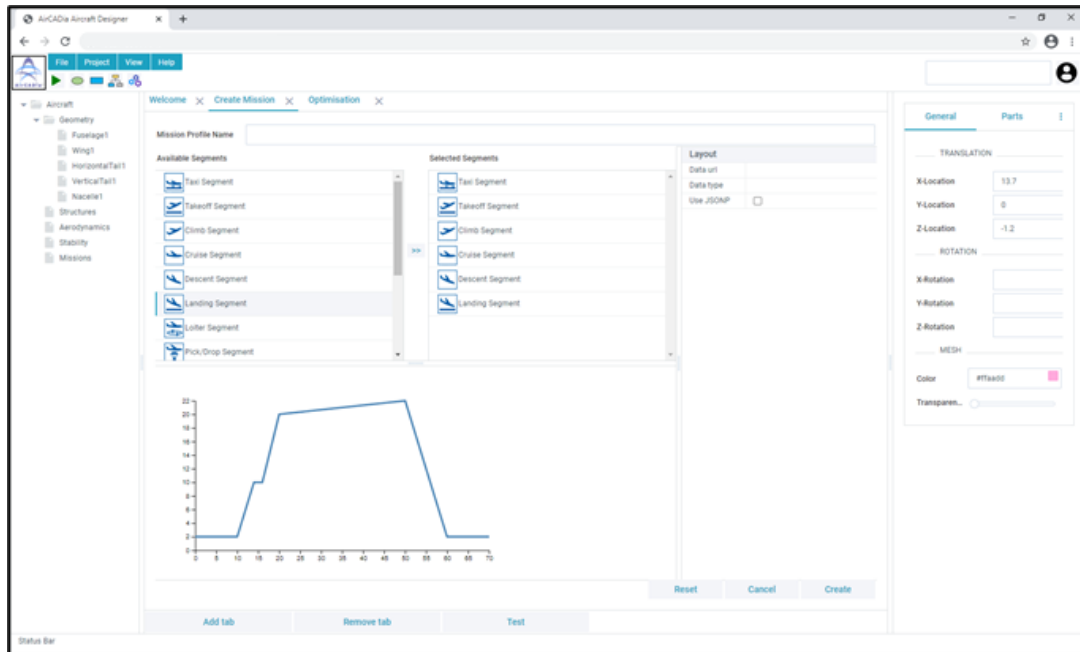 AirCADia Aircraft Designer
File Project View Help
AirCADia
Aircraft
Geometry
Fuselage1
Wing1
HorizontalTail1
VerticalTail1
Nacelle1
Structures
Aerodynamics
Stability
Missions
Welcome Create Mission Optimisation
Mission Profile Name
Available Segments
Taxi Segment
Takeoff Segment
Climb Segment
Cruise Segment
Descent Segment
Landing Segment
Loiter Segment
Pick/Drop Segment
>>
Selected Segments
Taxi Segment
Takeoff Segment
Climb Segment
Cruise Segment
Descent Segment
Landing Segment
Layout
Data url
Data type
Use JSONP
22
20
18
16
14
12
10
8
6
4
2
0
0 5 10 15 20 25 30 35 40 45 50 55 60 65 70
Reset Cancel Create
Add tab Remove tab Test
General Parts
TRANSLATION
X-Location 13.7
Y-Location 0
Z-Location -1.2
ROTATION
X-Rotation
Y-Rotation
Z-Rotation
MESH
Color #ffaadd
Transparen...
Status Bar